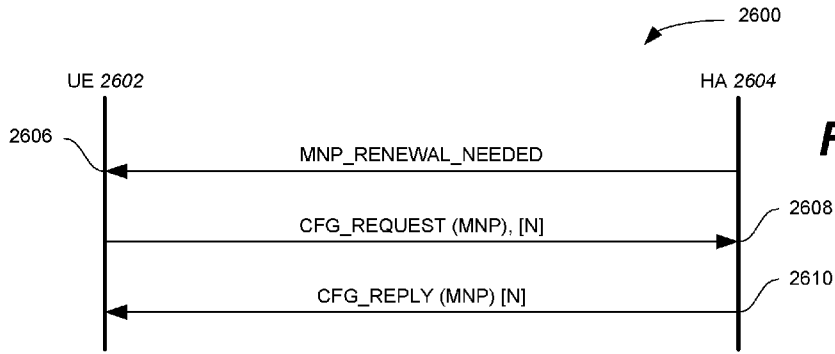 2600
UE 2602
HA 2604
2606
MNP_RENEWAL_NEEDED
CFG_REQUEST (MNP), [N]
2608
CFG_REPLY (MNP) [N]
2610